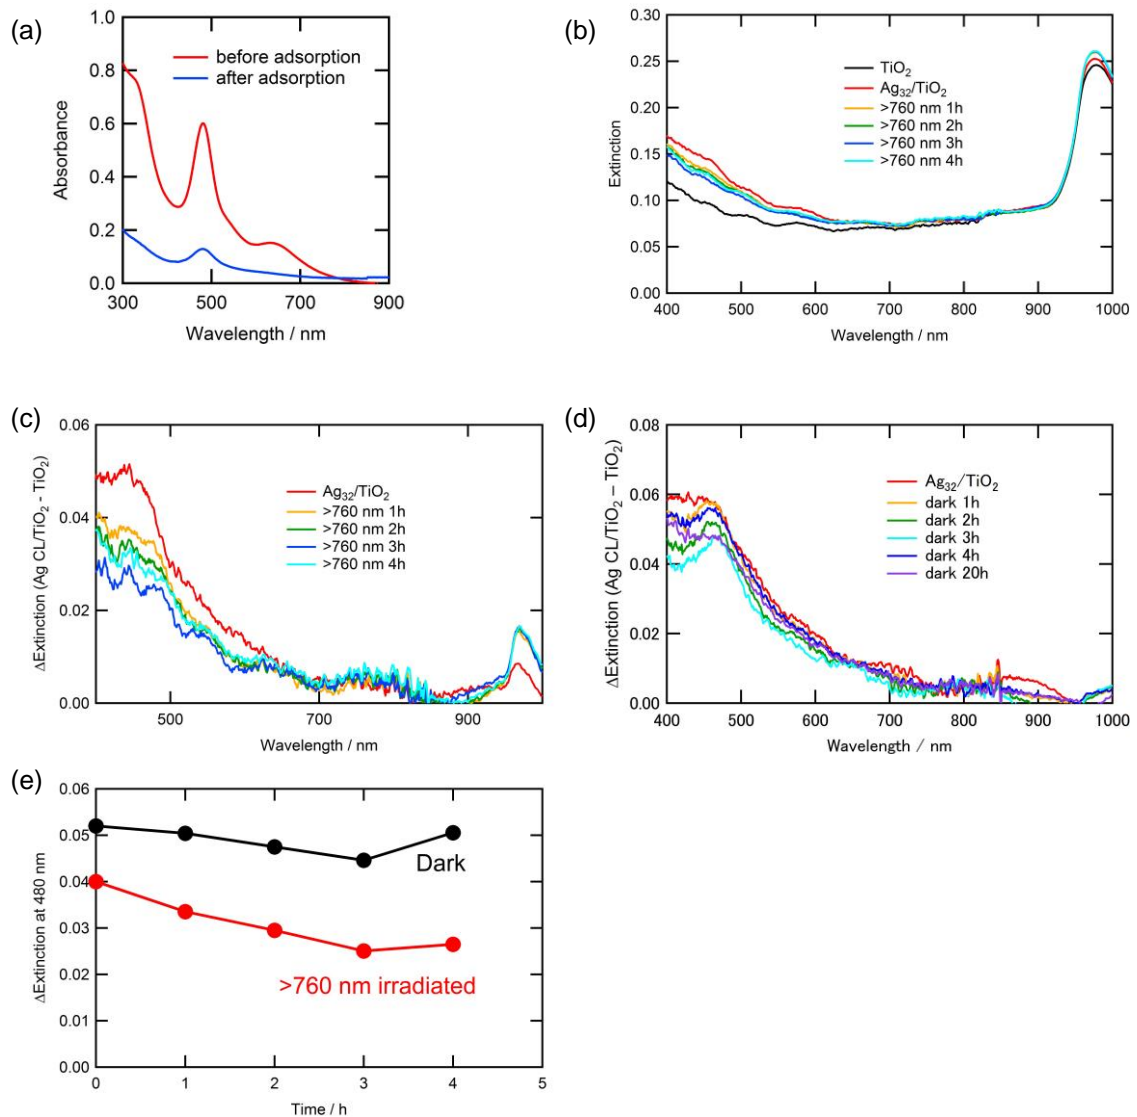 (a)
1.0
0.8
0.6
0.4
0.2
0.0
Absorbance
before adsorption
after adsorption
300
500
700
900
Wavelength / nm
(b)
0.30
0.25
0.20
0.15
0.10
0.05
0.00
Extinction
TiO₂
Ag₃₂/TiO₂
>760 nm 1h
>760 nm 2h
>760 nm 3h
>760 nm 4h
400
500
600
700
800
900
1000
Wavelength / nm
(c)
0.06
0.04
0.02
0.00
ΔExtinction (Ag CL/TiO₂ - TiO₂)
Ag₃₂/TiO₂
>760 nm 1h
>760 nm 2h
>760 nm 3h
>760 nm 4h
500
700
900
Wavelength / nm
(d)
0.08
0.06
0.04
0.02
0.00
ΔExtinction (Ag CL/TiO₂ – TiO₂)
Ag₃₂/TiO₂
dark 1h
dark 2h
dark 3h
dark 4h
dark 20h
400
500
600
700
800
900
1000
Wavelength / nm
(e)
0.06
0.05
0.04
0.03
0.02
0.01
0.00
ΔExtinction at 480 nm
Dark
>760 nm irradiated
0
1
2
3
4
5
Time / h